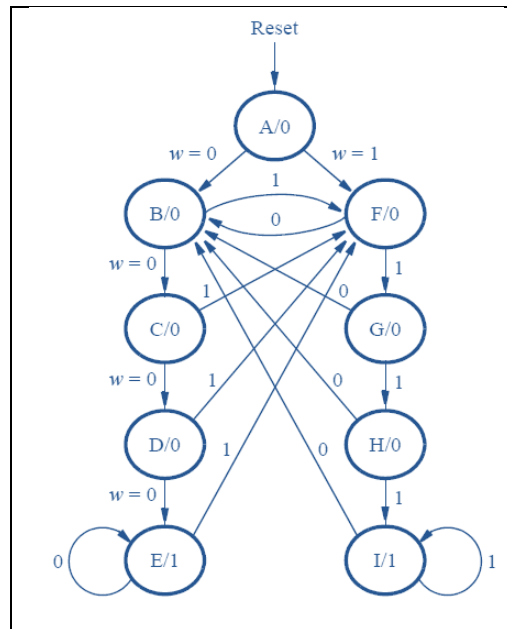 Reset
A/0
w = 0
w = 1
1
B/0
F/0
0
w = 0
1
1
0
C/0
G/0
w = 0
1
0
1
D/0
H/0
w = 0
1
0
1
0
E/1
I/1
1